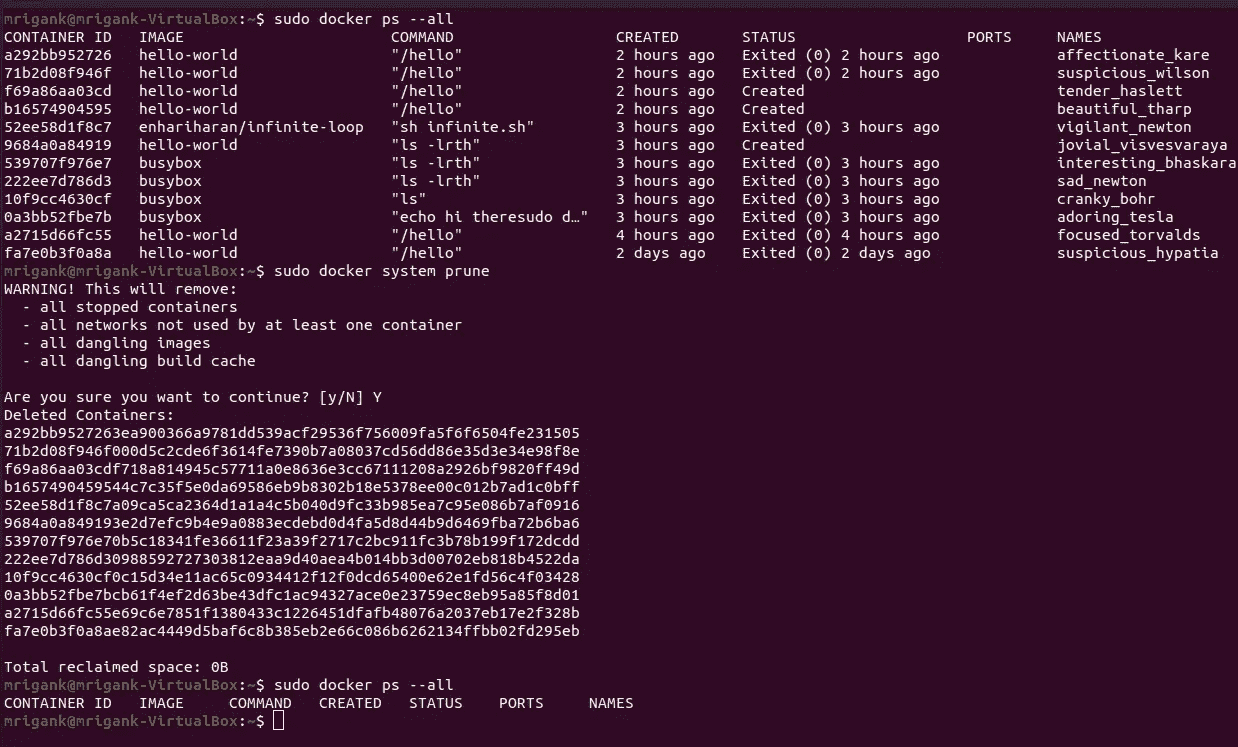 mrigank@mrigank-VirtualBox:~$ sudo docker ps --all
CONTAINER ID   IMAGE                     COMMAND                  CREATED       STATUS                   PORTS     NAMES
a292bb952726   hello-world               "/hello"                 2 hours ago   Exited (0) 2 hours ago             affectionate_kare
71b2d08f946f   hello-world               "/hello"                 2 hours ago   Exited (0) 2 hours ago             suspicious_wilson
f69a86aa03cd   hello-world               "/hello"                 2 hours ago   Created                            tender_haslett
b16574904595   hello-world               "/hello"                 2 hours ago   Created                            beautiful_tharp
52ee58d1f8c7   enhariharan/infinite-loop   "sh infinite.sh"         3 hours ago   Exited (0) 3 hours ago             vigilant_newton
9684a0a84919   hello-world               "ls -lrth"               3 hours ago   Created                            jovial_visvesvaraya
539707f976e7   busybox                   "ls -lrth"               3 hours ago   Exited (0) 3 hours ago             interesting_bhaskara
222ee7d786d3   busybox                   "ls -lrth"               3 hours ago   Exited (0) 3 hours ago             sad_newton
10f9cc4630cf   busybox                   "ls"                     3 hours ago   Exited (0) 3 hours ago             cranky_bohr
0a3bb52fbe7b   busybox                   "echo hi theresudo d…"   3 hours ago   Exited (0) 3 hours ago             adoring_tesla
a2715d66fc55   hello-world               "/hello"                 4 hours ago   Exited (0) 4 hours ago             focused_torvalds
fa7e0b3f0a8a   hello-world               "/hello"                 2 days ago    Exited (0) 2 days ago              suspicious_hypatia
mrigank@mrigank-VirtualBox:~$ sudo docker system prune
WARNING! This will remove:
  - all stopped containers
  - all networks not used by at least one container
  - all dangling images
  - all dangling build cache
Are you sure you want to continue? [y/N] Y
Deleted Containers:
a292bb9527263ea900366a9781dd539acf29536f756009fa5f6f6504fe231505
71b2d08f946f000d5c2cde6f3614fe7390b7a08037cd56dd86e35d3e34e98f8e
f69a86aa03cdf718a814945c57711a0e8636e3cc67111208a2926bf9820ff49d
b1657490459544c7c35f5e0da69586eb9b8302b18e5378ee00c012b7ad1c0bff
52ee58d1f8c7a09ca5ca2364d1a1a4c5b040d9fc33b985ea7c95e086b7af0916
9684a0a849193e2d7efc9b4e9a0883ecdebd0d4fa5d8d44b9d6469fba72b6ba6
539707f976e70b5c18341fe36611f23a39f2717c2bc911fc3b78b199f172dcdd
222ee7d786d30988592727303812eaa9d40aea4b014bb3d00702eb818b4522da
10f9cc4630cf0c15d34e11ac65c0934412f12f0dcd65400e62e1fd56c4f03428
0a3bb52fbe7bcb61f4ef2d63be43dfc1ac94327ace0e23759ec8eb95a85f8d01
a2715d66fc55e69c6e7851f1380433c1226451dfafb48076a2037eb17e2f328b
fa7e0b3f0a8ae82ac4449d5baf6c8b385eb2e66c086b6262134ffbb02fd295eb
Total reclaimed space: 0B
mrigank@mrigank-VirtualBox:~$ sudo docker ps --all
CONTAINER ID   IMAGE     COMMAND   CREATED   STATUS    PORTS     NAMES
mrigank@mrigank-VirtualBox:~$